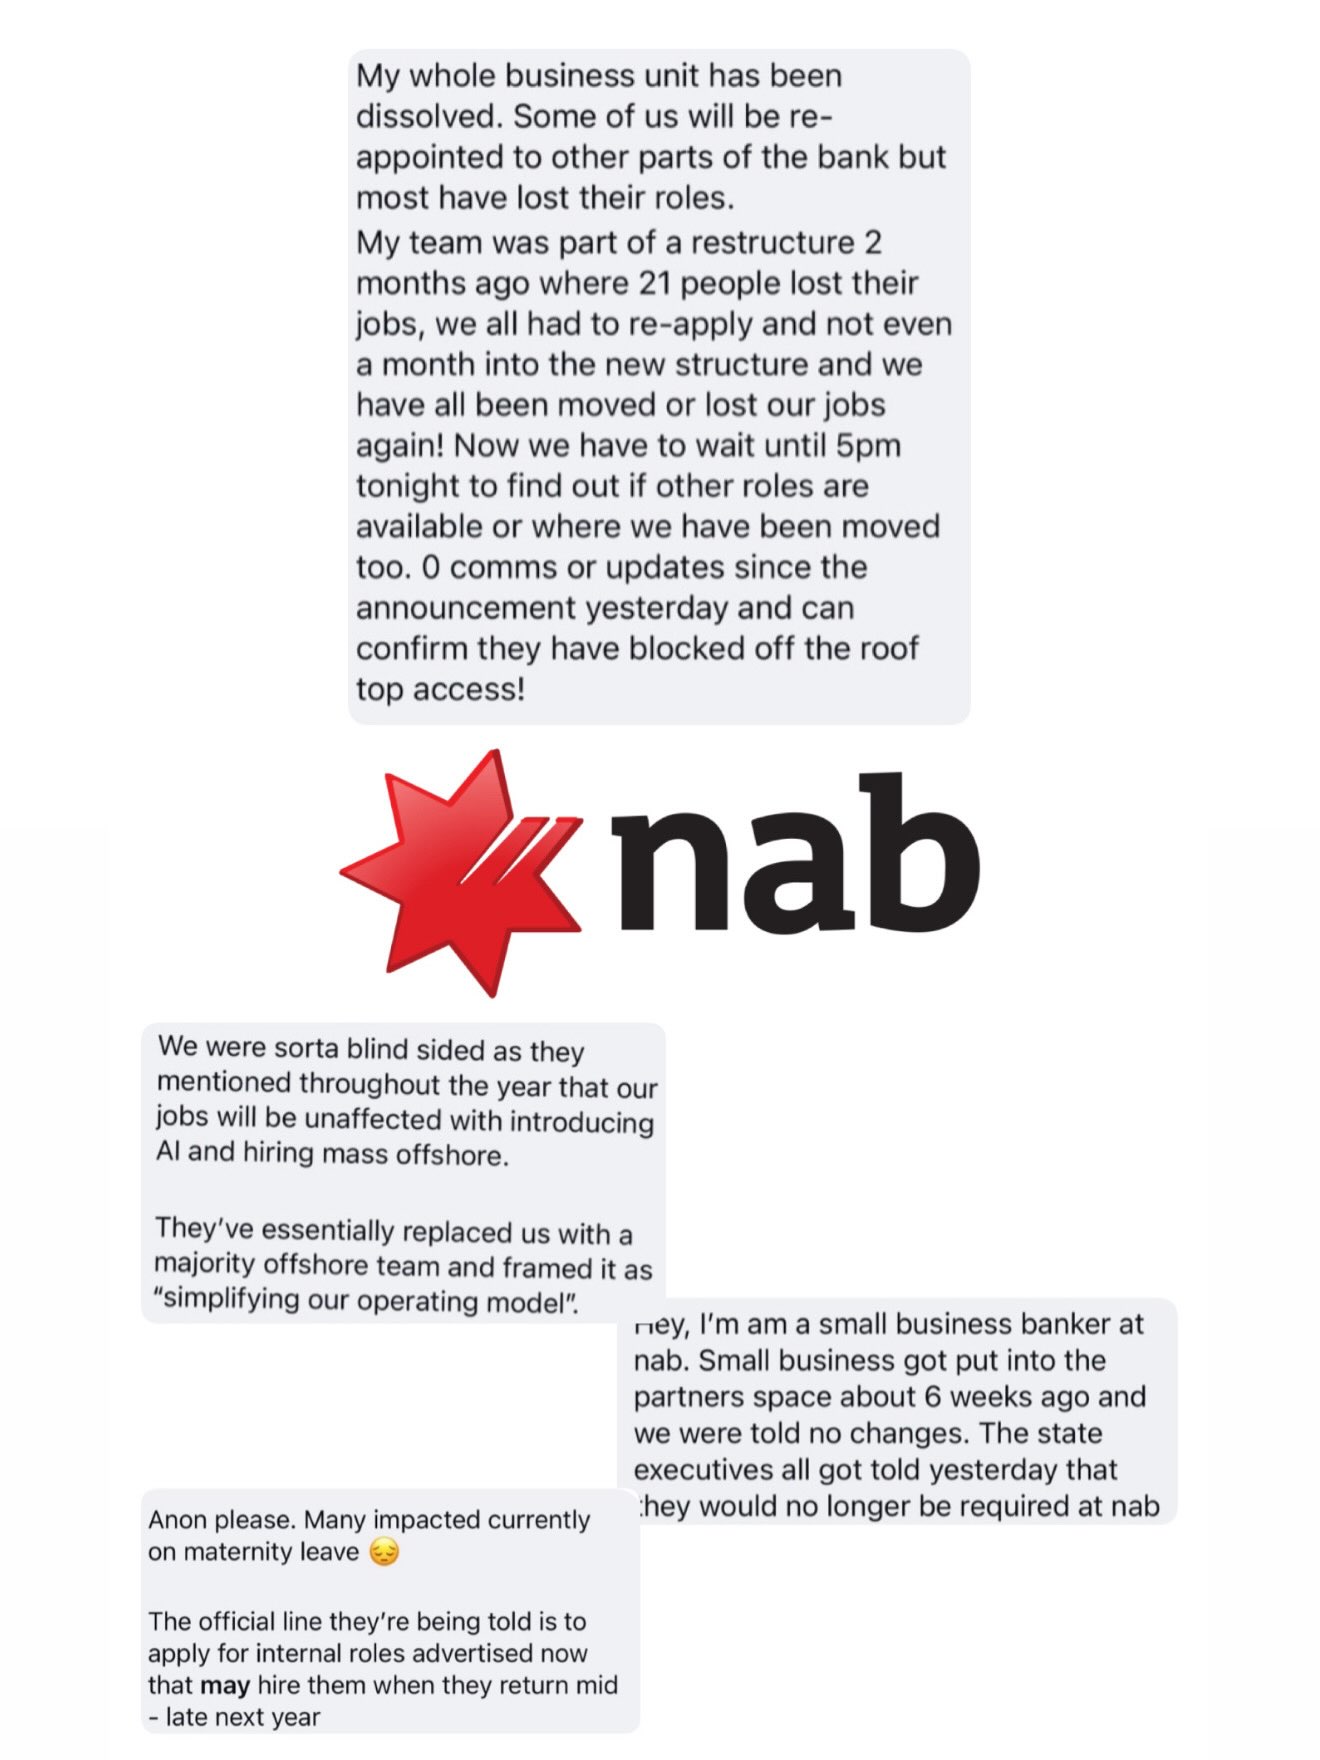 My whole business unit has been
dissolved. Some of us will be re-
appointed to other parts of the bank but
most have lost their roles.
My team was part of a restructure 2
months ago where 21 people lost their
jobs, we all had to re-apply and not even
a month into the new structure and we
have all been moved or lost our jobs
again! Now we have to wait until 5pm
tonight to find out if other roles are
available or where we have been moved
too. 0 comms or updates since the
announcement yesterday and can
confirm they have blocked off the roof
top access!
nab
We were sorta blind sided as they
mentioned throughout the year that our
jobs will be unaffected with introducing
AI and hiring mass offshore.
They've essentially replaced us with a
majority offshore team and framed it as
“simplifying our operating model”.
Hey, I'm am a small business banker at
nab. Small business got put into the
partners space about 6 weeks ago and
we were told no changes. The state
executives all got told yesterday that
they would no longer be required at nab
Anon please. Many impacted currently
on maternity leave 😔
The official line they're being told is to
apply for internal roles advertised now
that may hire them when they return mid
- late next year